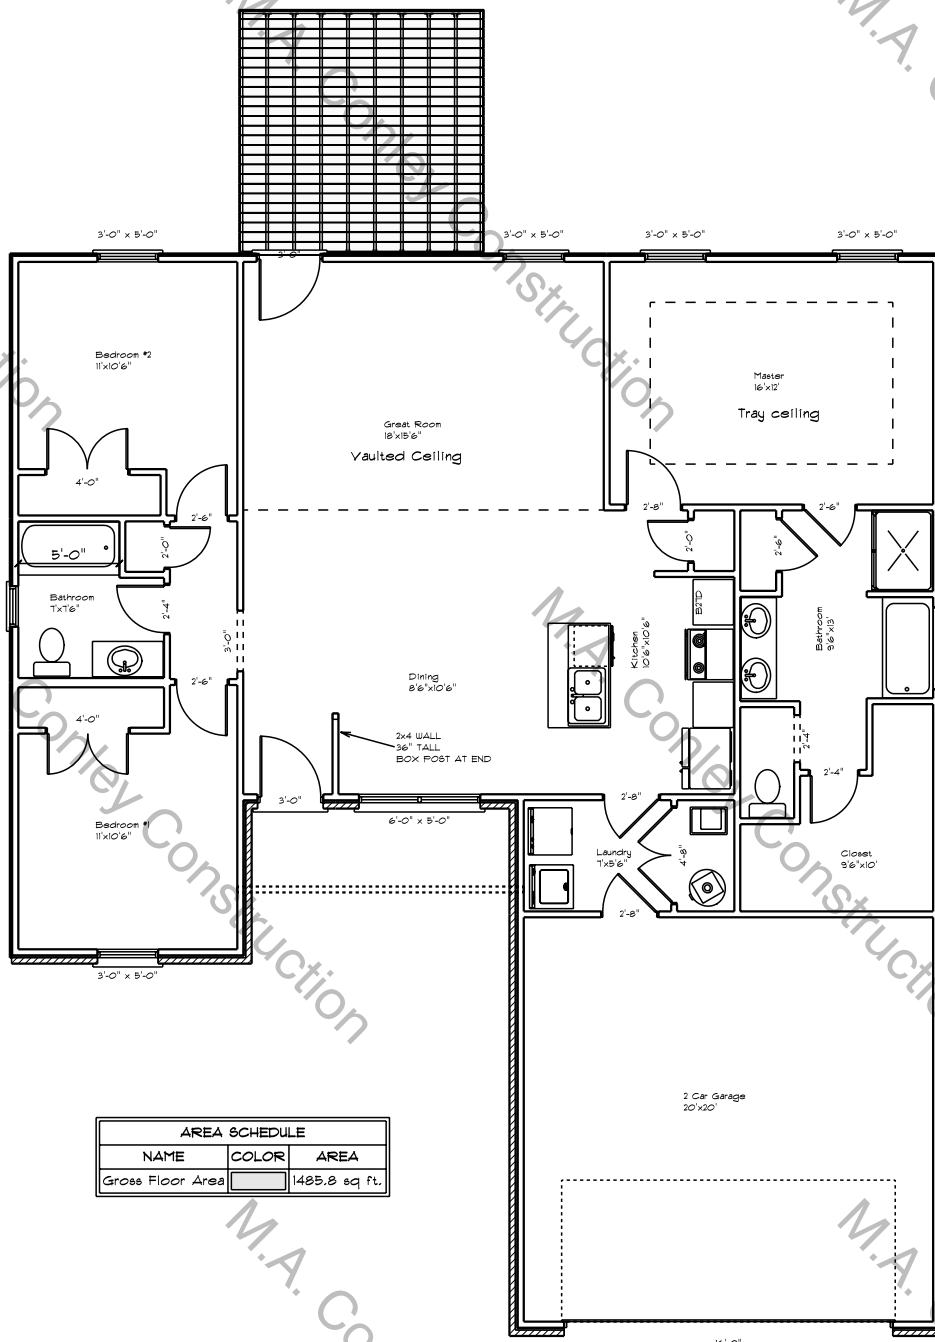 M.A. Conley Construction
M.A. C
3'-0" x 5'-0"
3'-0"
3'-0" x 5'-0"
3'-0" x 5'-0"
3'-0" x 5'-0"
Bedroom #2
11'x10'6"
Master
16'x12'
Tray ceiling
Great Room
18'x15'6"
Vaulted Ceiling
tion
4'-0"
2'-6"
2'-8"
2'-6"
5'-0"
2'-0"
2'-0"
2'-6"
Bathroom
7'x7'6"
2'-4"
3'-0"
B27D
Kitchen
10'6"x10'6"
Bathroom
9'6"x13'
M.A. Conley Construction
Dining
8'6"x10'6"
2'-6"
4'-0"
2x4 WALL
36" TALL
BOX POST AT END
2'-4"
2'-4"
Conley Construction
3'-0"
2'-8"
6'-0" x 5'-0"
Bedroom #1
11'x10'6"
Laundry
7'x5'6"
4'-8"
Closet
9'6"x10'
2'-8"
3'-0" x 5'-0"
2 Car Garage
20'x20'
AREA SCHEDULE
NAME COLOR AREA
Gross Floor Area 1485.8 sq ft.
M.A. Co
M.A.